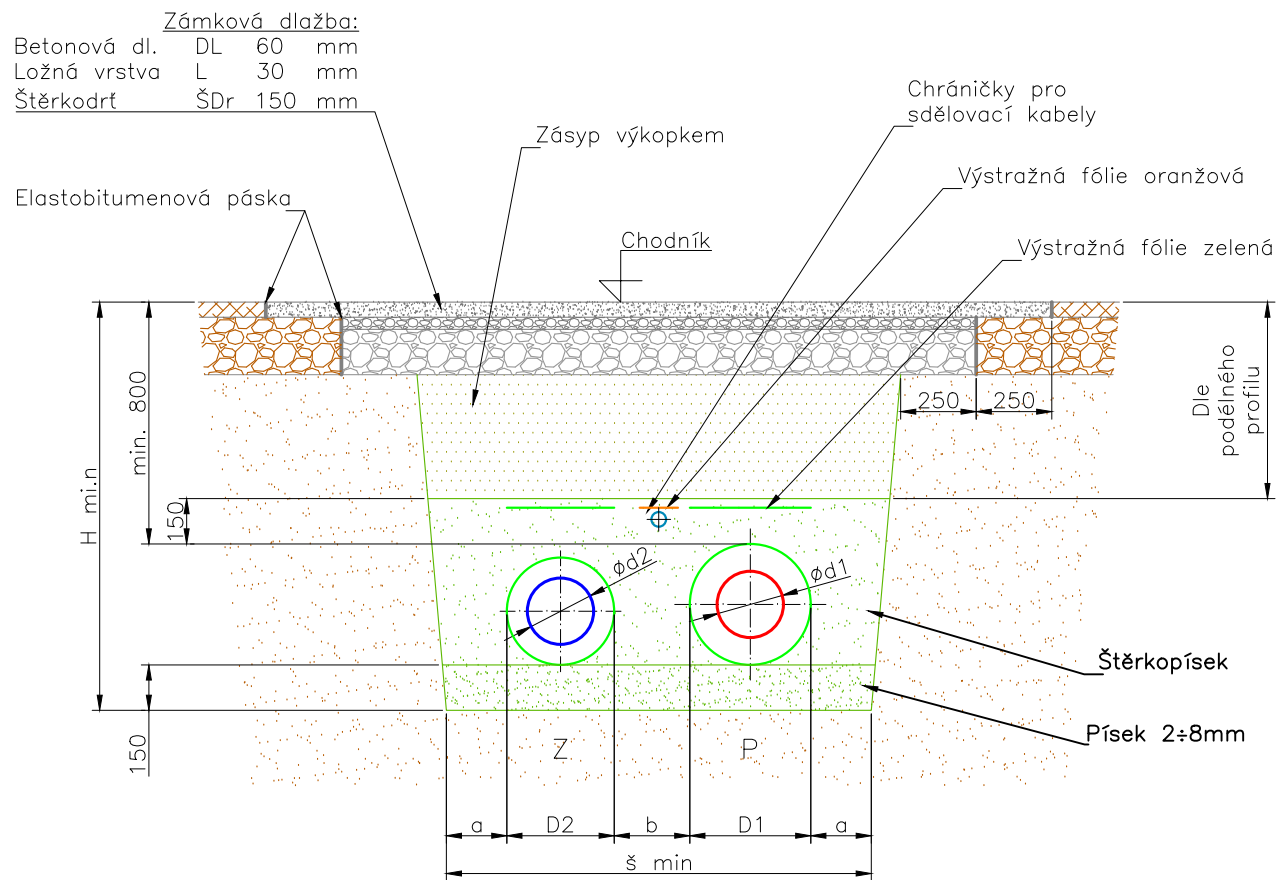 Zámková dlažba:
Betonová dl. DL 60 mm
Ložná vrstva L 30 mm
Štěrkodrť ŠDr 150 mm
Chráničky pro
sdělovací kabely
Zásyp výkopkem
Výstražná fólie oranžová
Elastobitumenová páska
Chodník
Výstražná fólie zelená
H mi.n
min. 800
150
250
250
Dle
podélného
profilu
ød2
ød1
Štěrkopísek
Písek 2÷8mm
150
Z
P
a
D2
b
D1
a
š min